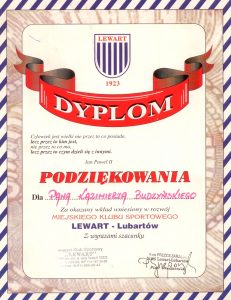 LEWART
1923
DYPLOM
Człowiek jest wielki nie przez to co posiada,
lecz przez to kim jest,
nie przez to co ma,
lecz przez to czym dzieli się z innymi.
Jan Paweł II
PODZIĘKOWANIA
Dla Pana Kazimierza Budzyńskiego
Za okazany wkład wniesiony w rozwój
MIEJSKIEGO KLUBU SPORTOWEGO
LEWART - Lubartów
Z wyrazami szacunku
"LEWART"